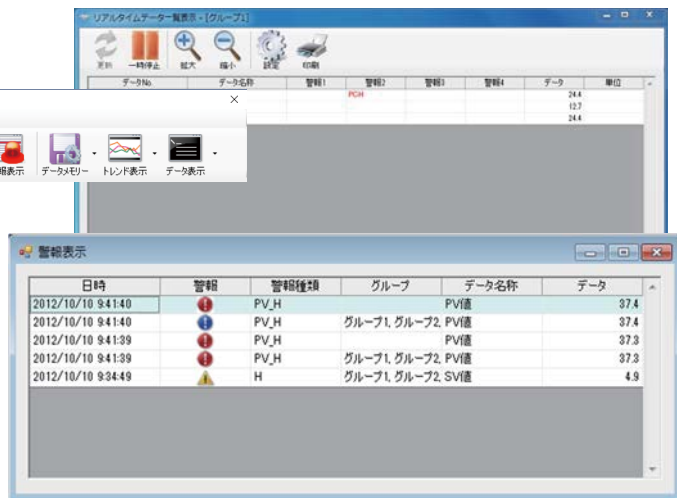 リアルタイムデータ一覧表示 - [グループ1]
更新 一時停止 拡大 縮小 設定 印刷
データNo. データ名称 警報1 警報2 警報3 警報4 データ 単位
PCH 24.4
12.7
24.4
報表示 データメモリー トレンド表示 データ表示
警報表示
日時 警報 警報種類 グループ データ名称 データ
2012/10/10 9:41:40 PV_H PV値 37.4
2012/10/10 9:41:40 PV_H グループ1, グループ2, PV値 37.4
2012/10/10 9:41:39 PV_H PV値 37.3
2012/10/10 9:41:39 PV_H グループ1, グループ2, PV値 37.3
2012/10/10 9:34:49 H グループ1, グループ2, SV値 4.9